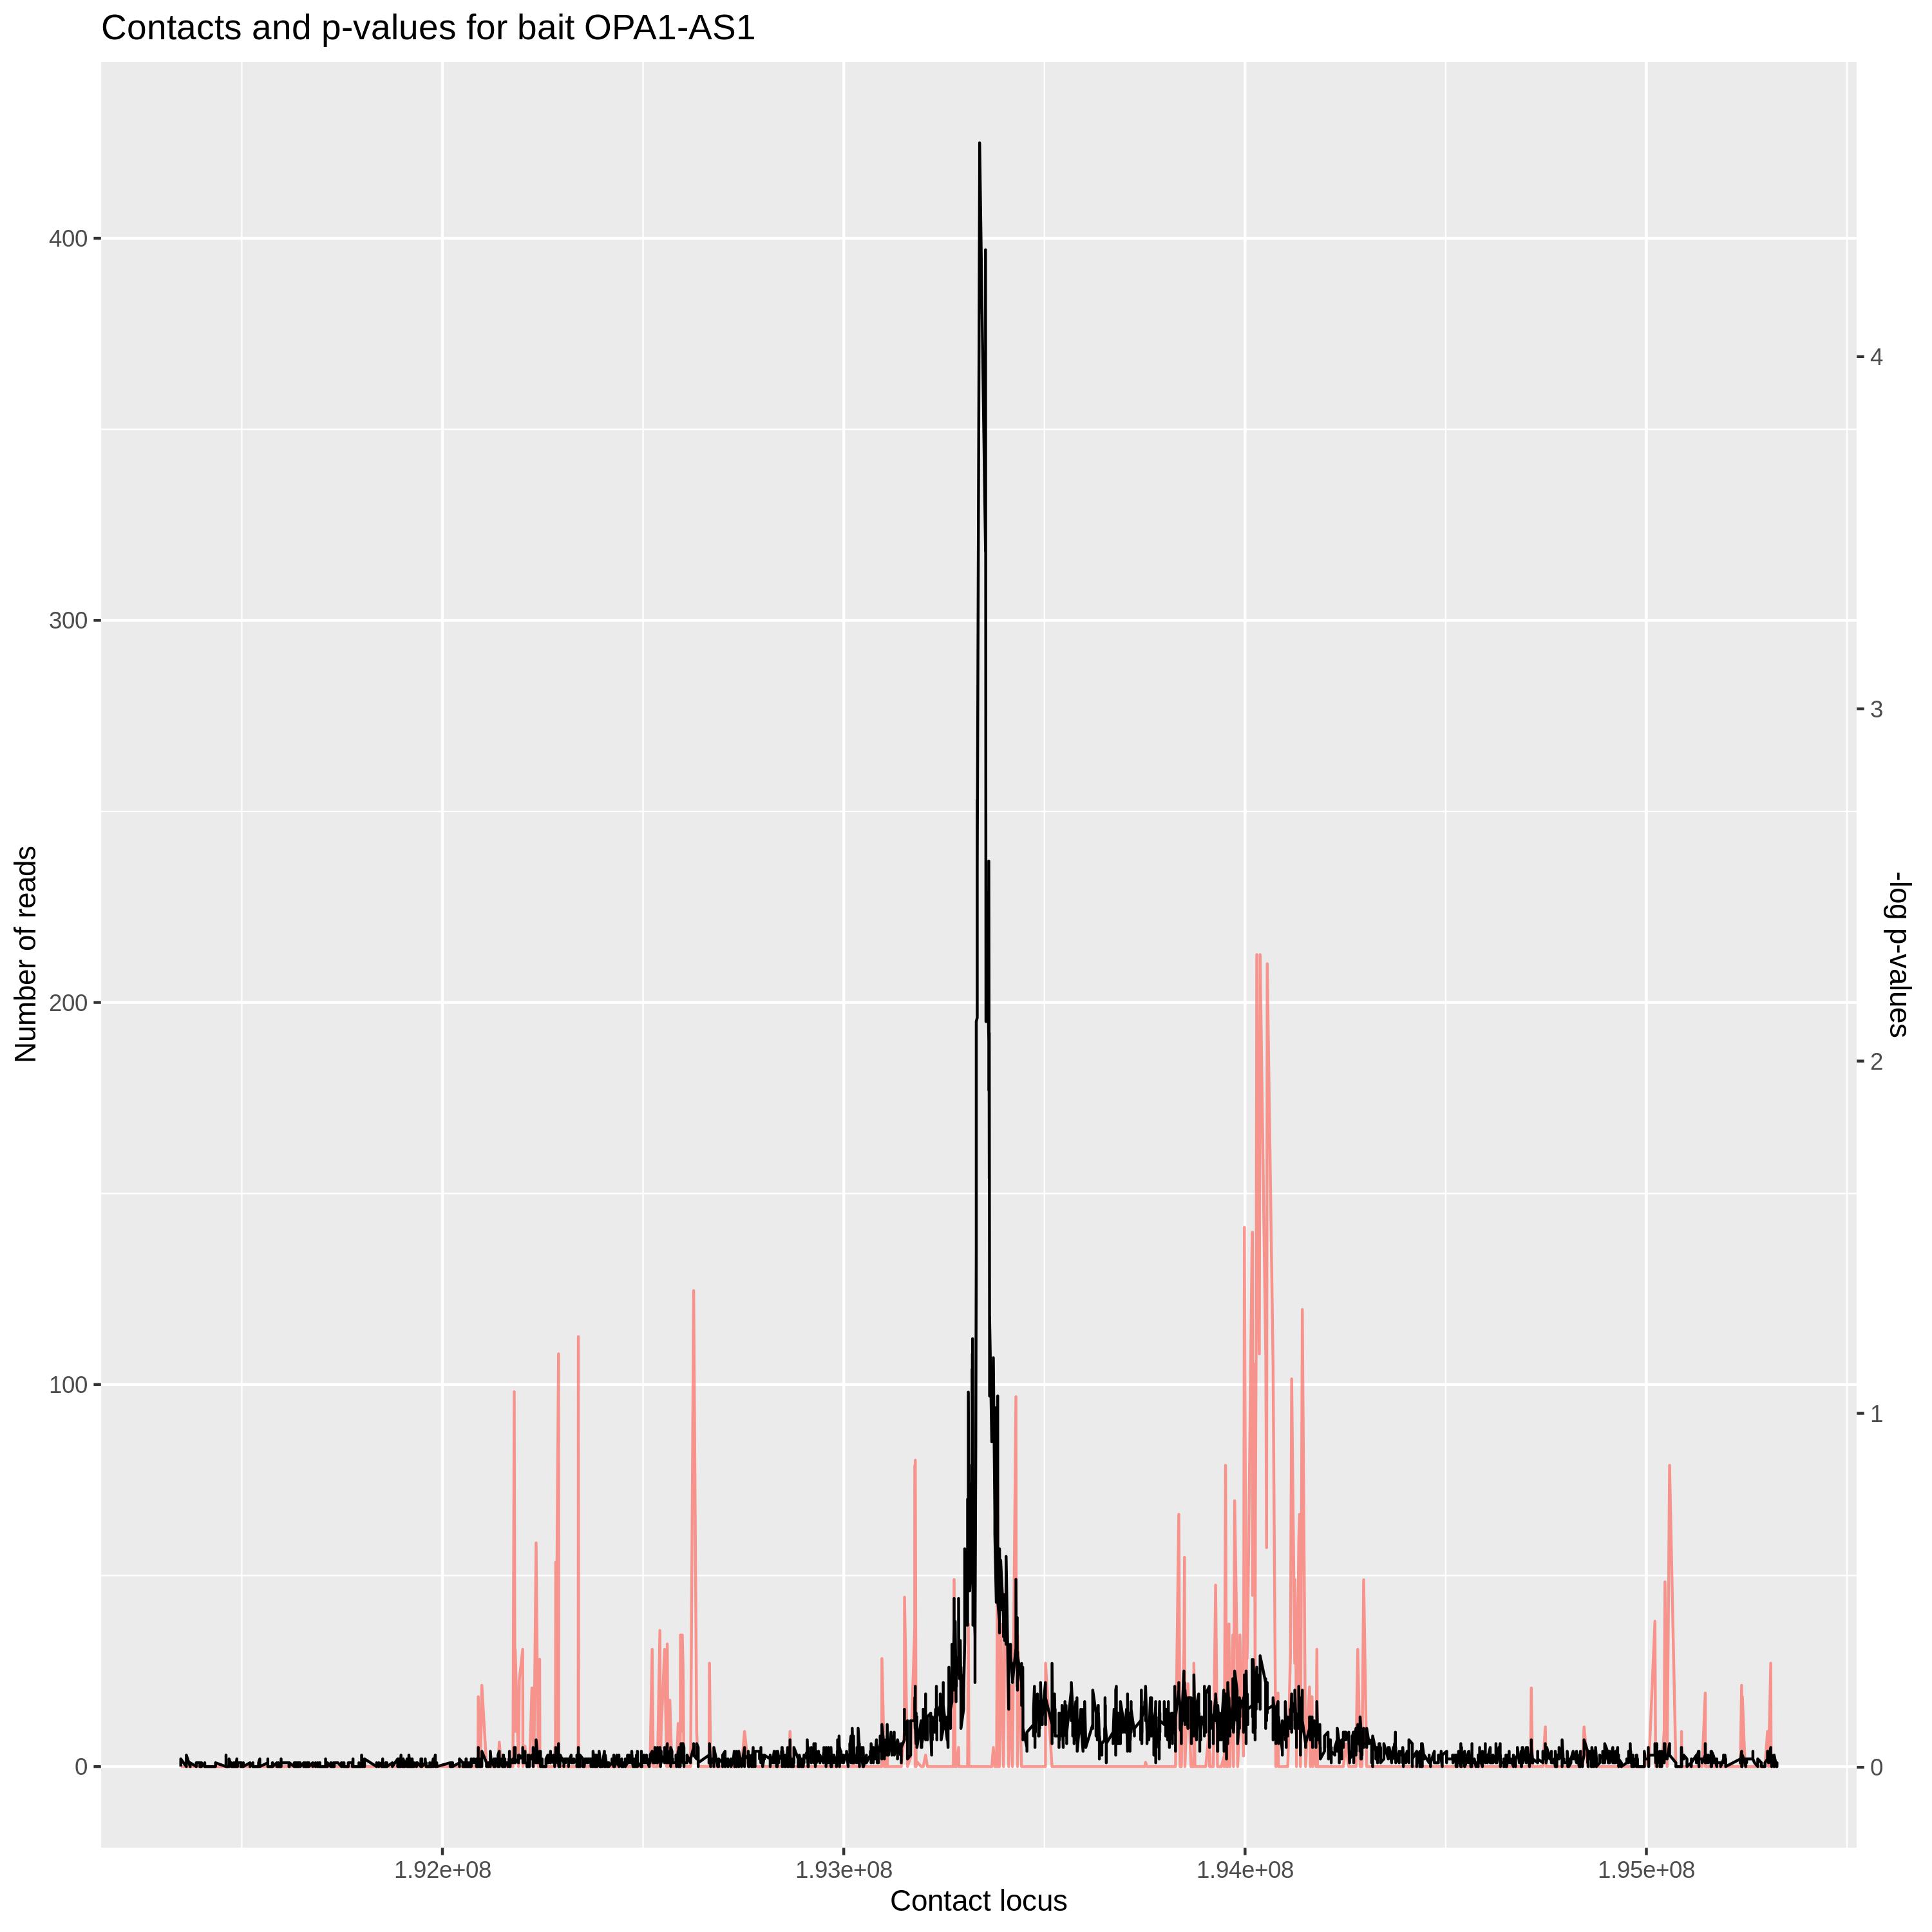 Contacts and p-values for bait OPA1-AS1
400
300
200
100
0
Number of reads
4
3
2
1
0
-log p-values
1.92e+08
1.93e+08
1.94e+08
1.95e+08
Contact locus